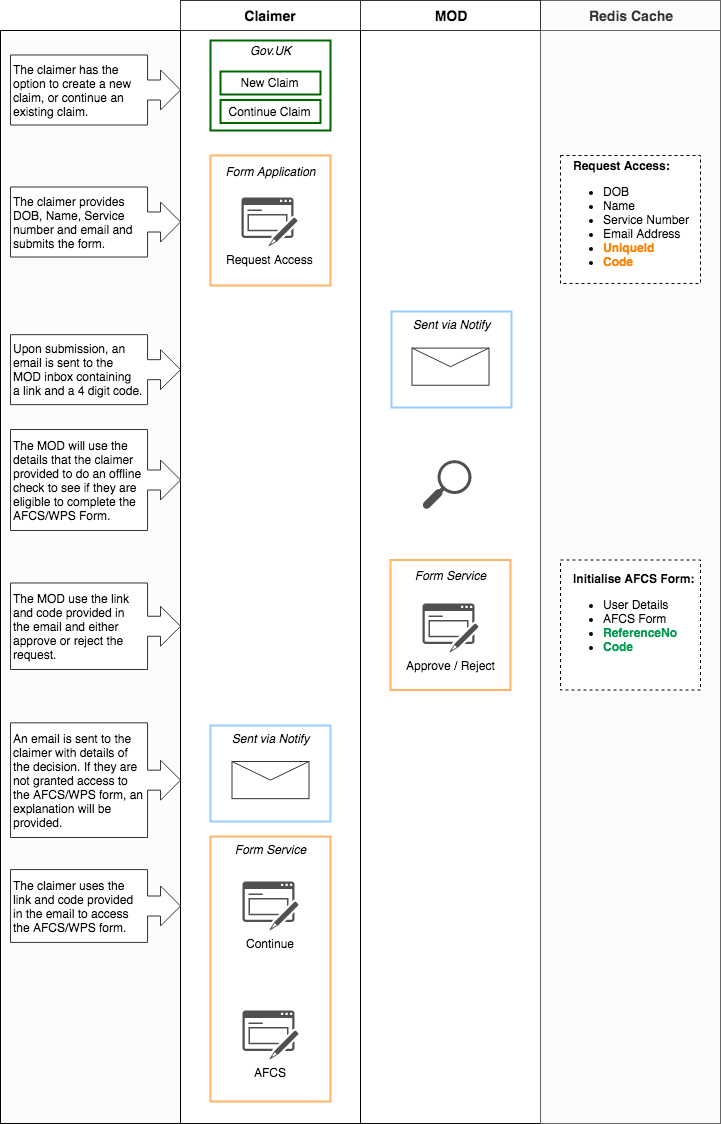 Claimer
MOD
Redis Cache
The claimer has the
option to create a new
claim, or continue an
existing claim.
Gov.UK
New Claim
Continue Claim
The claimer provides
DOB, Name, Service
number and email and
submits the form.
Form Application
Request Access
Request Access:
• DOB
• Name
• Service Number
• Email Address
• UniqueId
• Code
Upon submission, an
email is sent to the
MOD inbox containing
a link and a 4 digit code.
Sent via Notify
The MOD will use the
details that the claimer
provided to do an offline
check to see if they are
eligible to complete the
AFCS/WPS Form.
The MOD use the link
and code provided in
the email and either
approve or reject the
request.
Form Service
Approve / Reject
Initialise AFCS Form:
• User Details
• AFCS Form
• ReferenceNo
• Code
An email is sent to the
claimer with details of
the decision. If they are
not granted access to
the AFCS/WPS form, an
explanation will be
provided.
Sent via Notify
The claimer uses the
link and code provided
in the email to access
the AFCS/WPS form.
Form Service
Continue
AFCS